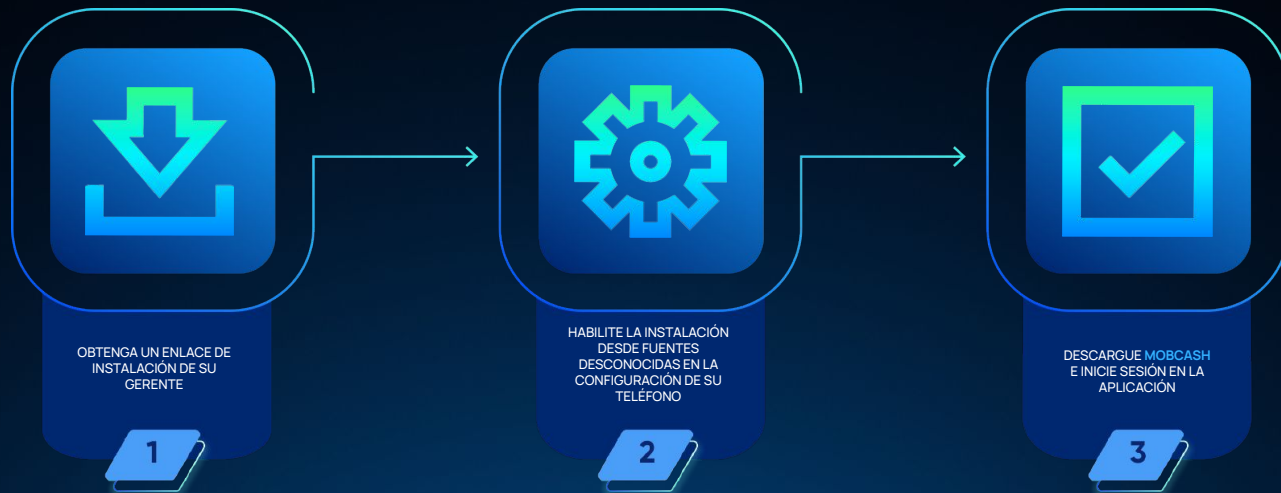 OBTENGA UN ENLACE DE
INSTALACIÓN DE SU
GERENTE
1
HABILITE LA INSTALACIÓN
DESDE FUENTES
DESCONOCIDAS EN LA
CONFIGURACIÓN DE SU
TELÉFONO
2
DESCARGUE MOBCASH
E INICIE SESIÓN EN LA
APLICACIÓN
3